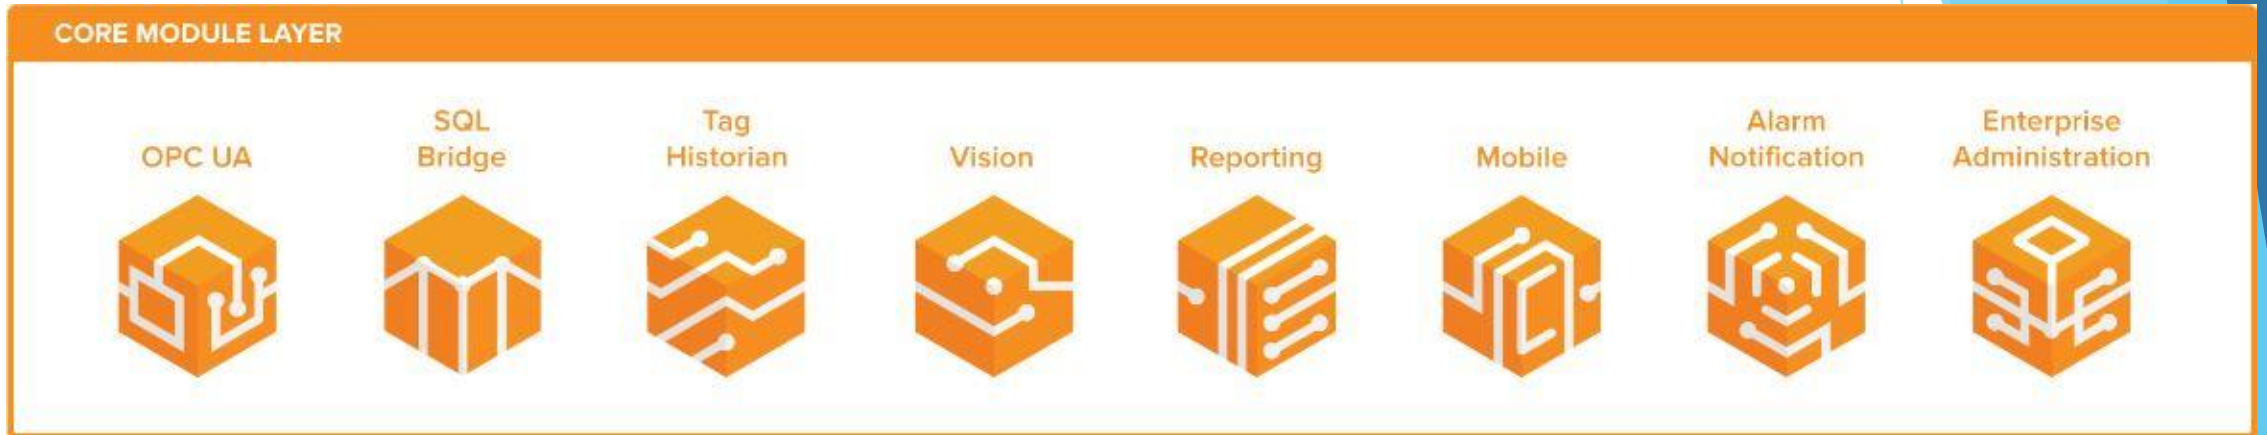 CORE MODULE LAYER
OPC UA
SQL
Bridge
Tag
Historian
Vision
Reporting
Mobile
Alarm
Notification
Enterprise
Administration